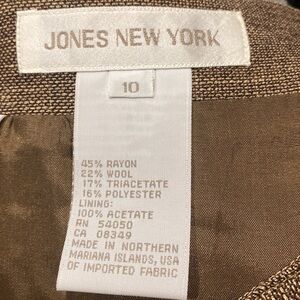 JONES NEW YORK
10
45% RAYON
22% WOOL
17% TRIACETATE
16% POLYESTER
LINING:
100% ACETATE
RN 54050
CA 08349
MADE IN NORTHERN
MARIANA ISLANDS, USA
OF IMPORTED FABRIC